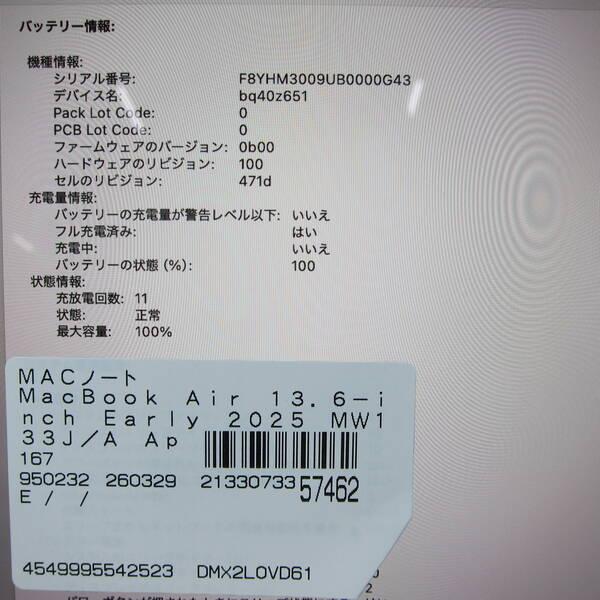 バッテリー情報:
機種情報:
シリアル番号: F8YHM3009UB0000G43
デバイス名: bq40z651
Pack Lot Code: 0
PCB Lot Code: 0
ファームウェアのバージョン: 0b00
ハードウェアのリビジョン: 100
セルのリビジョン: 471d
充電量情報:
バッテリーの充電量が警告レベル以下: いいえ
フル充電済み: はい
充電中: いいえ
バッテリーの状態 (%): 100
状態情報:
充放電回数: 11
状態: 正常
最大容量: 100%
MACノート
MacBook Air 13.6-i
nch Early 2025 MW1
33J/A Ap
167
950232 260329 21330733 57462
E / /
4549995542523 DMX2L0VD61